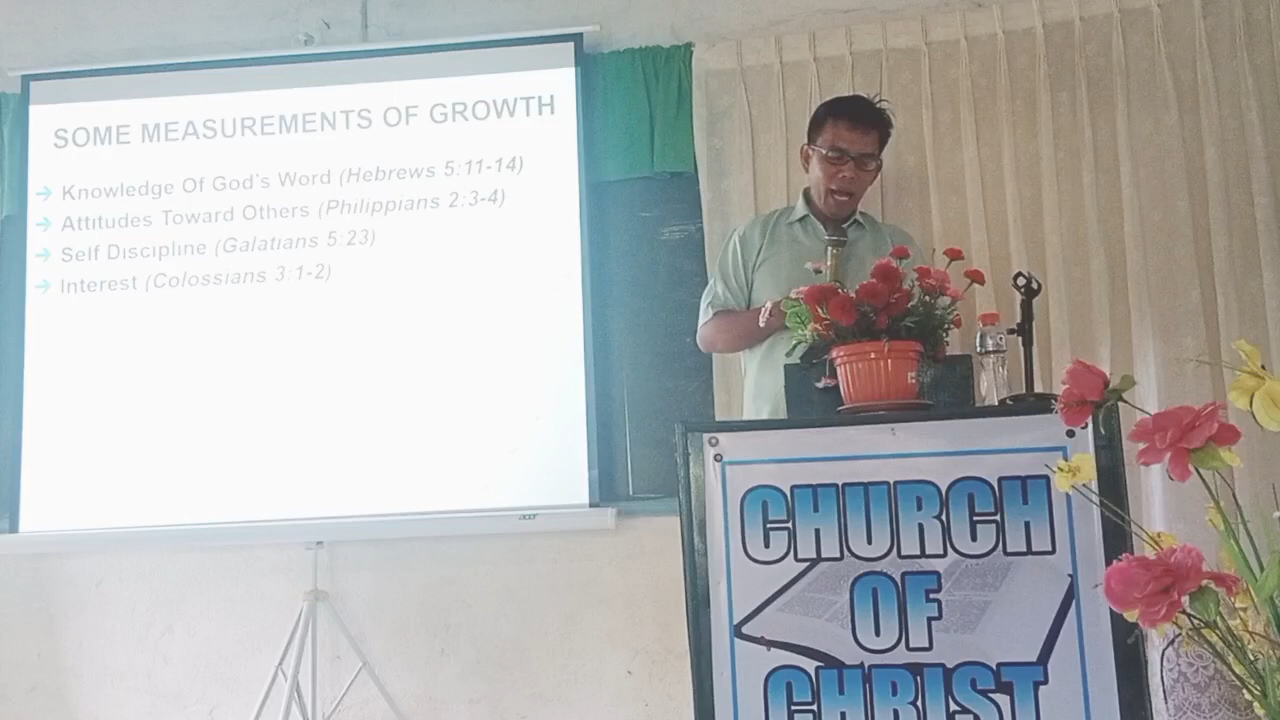 SOME MEASUREMENTS OF GROWTH
→ Knowledge Of God's Word (Hebrews 5:11-14)
→ Attitudes Toward Others (Philippians 2:3-4)
→ Self Discipline (Galatians 5:23)
→ Interest (Colossians 3:1-2)
acer
CHURCH
OF
CHRIST